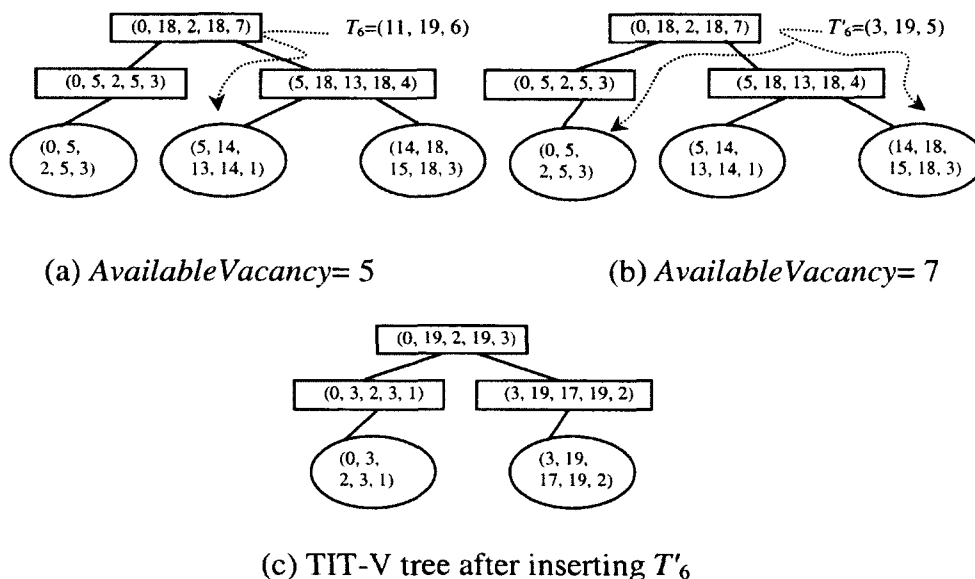 (0, 18, 2, 18, 7)
T₆=(11, 19, 6)
(0, 5, 2, 5, 3)
(5, 18, 13, 18, 4)
(0, 5,
2, 5, 3)
(5, 14,
13, 14, 1)
(14, 18,
15, 18, 3)
(a) AvailableVacancy= 5
(0, 18, 2, 18, 7)
T'₆=(3, 19, 5)
(0, 5, 2, 5, 3)
(5, 18, 13, 18, 4)
(0, 5,
2, 5, 3)
(5, 14,
13, 14, 1)
(14, 18,
15, 18, 3)
(b) AvailableVacancy= 7
(0, 19, 2, 19, 3)
(0, 3, 2, 3, 1)
(3, 19, 17, 19, 2)
(0, 3,
2, 3, 1)
(3, 19,
17, 19, 2)
(c) TIT-V tree after inserting T'₆